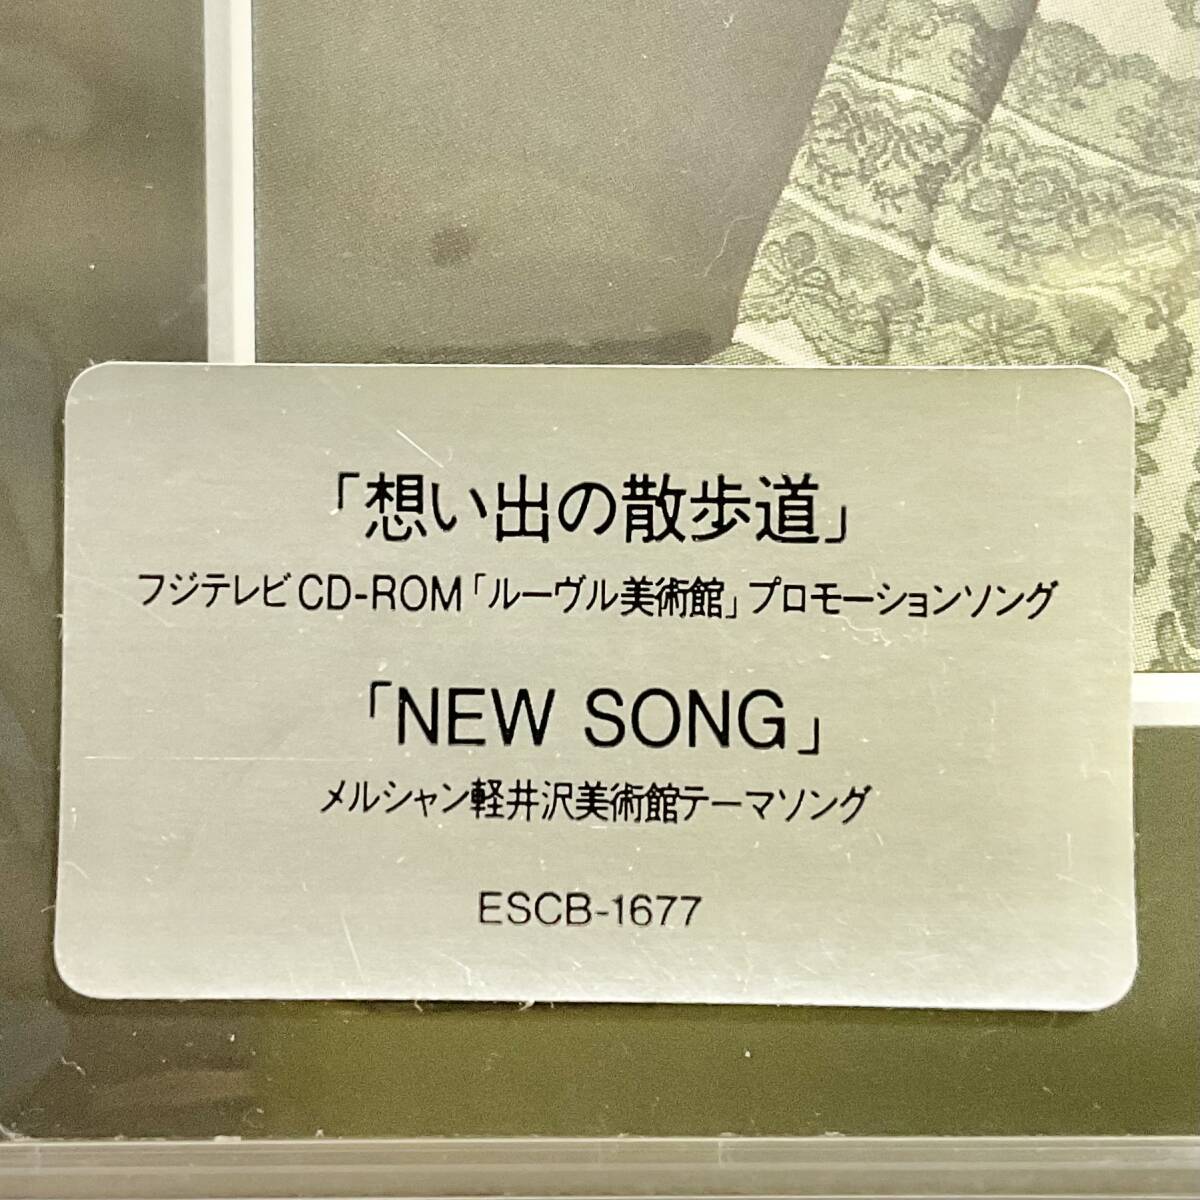 「想い出の散歩道」
フジテレビCD-ROM「ルーヴル美術館」プロモーションソング
「NEW SONG」
メルシャン軽井沢美術館テーマソング
ESCB-1677